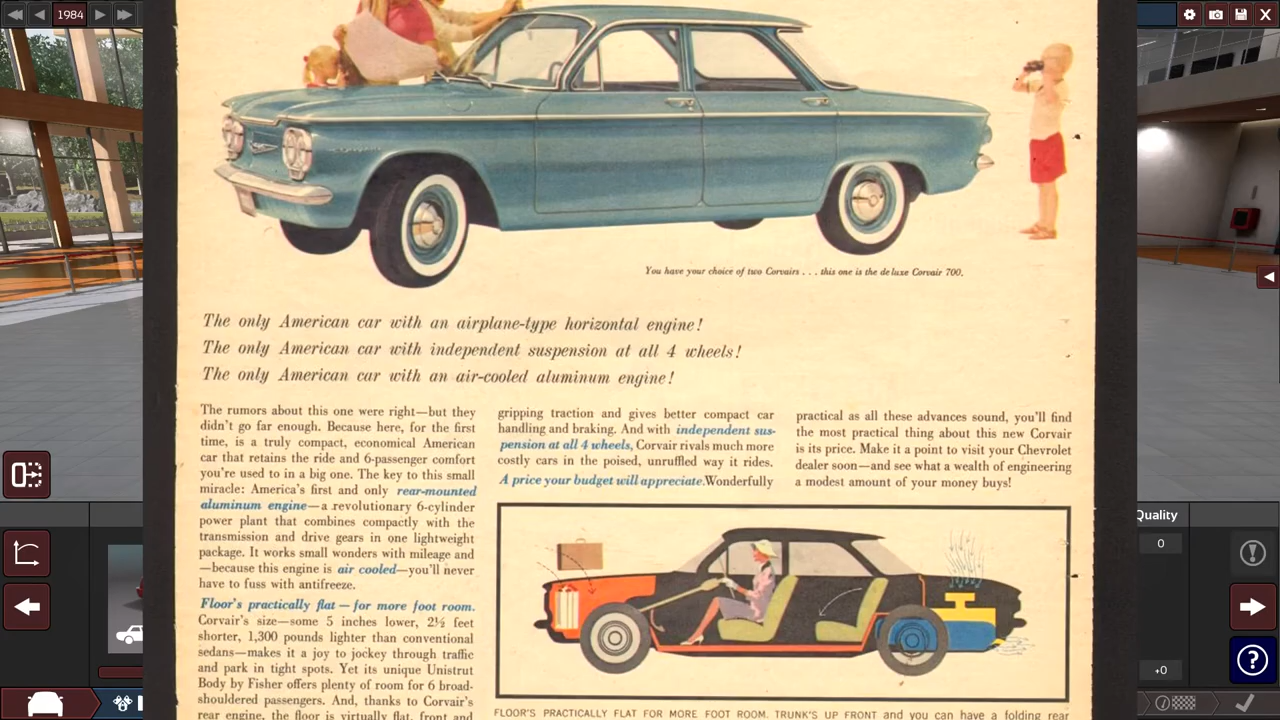 1984
You have your choice of two Corvairs . . . this one is the de luxe Corvair 700.
The only American car with an airplane-type horizontal engine!
The only American car with independent suspension at all 4 wheels!
The only American car with an air-cooled aluminum engine!
The rumors about this one were right—but they
didn't go far enough. Because here, for the first
time, is a truly compact, economical American
car that retains the ride and 6-passenger comfort
you're used to in a big one. The key to this small
miracle: America's first and only rear-mounted
aluminum engine—a revolutionary 6-cylinder
power plant that combines compactly with the
transmission and drive gears in one lightweight
package. It works small wonders with mileage and
—because this engine is air cooled—you'll never
have to fuss with antifreeze.
Floor's practically flat—for more foot room.
Corvair's size—some 5 inches lower, 2½ feet
shorter, 1,300 pounds lighter than conventional
sedans—makes it a joy to jockey through traffic
and park in tight spots. Yet its unique Unistrut
Body by Fisher offers plenty of room for 6 broad-
shouldered passengers. And, thanks to Corvair's
rear engine, the floor is virtually flat, front and
gripping traction and gives better compact car
handling and braking. And with independent sus-
pension at all 4 wheels, Corvair rivals much more
costly cars in the poised, unruffled way it rides.
A price your budget will appreciate. Wonderfully
practical as all these advances sound, you'll find
the most practical thing about this new Corvair
is its price. Make it a point to visit your Chevrolet
dealer soon—and see what a wealth of engineering
a modest amount of your money buys!
FLOOR'S PRACTICALLY FLAT FOR MORE FOOT ROOM. TRUNK'S UP FRONT and you can have a folding rear
Quality
0
+0